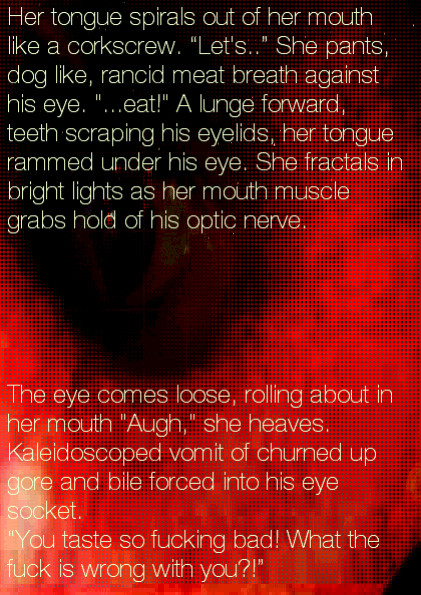 Her tongue spirals out of her mouth
like a corkscrew. “Let's..” She pants,
dog like, rancid meat breath against
his eye. "...eat!" A lunge forward,
teeth scraping his eyelids, her tongue
rammed under his eye. She fractals in
bright lights as her mouth muscle
grabs hold of his optic nerve.
The eye comes loose, rolling about in
her mouth "Augh," she heaves.
Kaleidoscoped vomit of churned up
gore and bile forced into his eye
socket.
“You taste so fucking bad! What the
fuck is wrong with you?!”